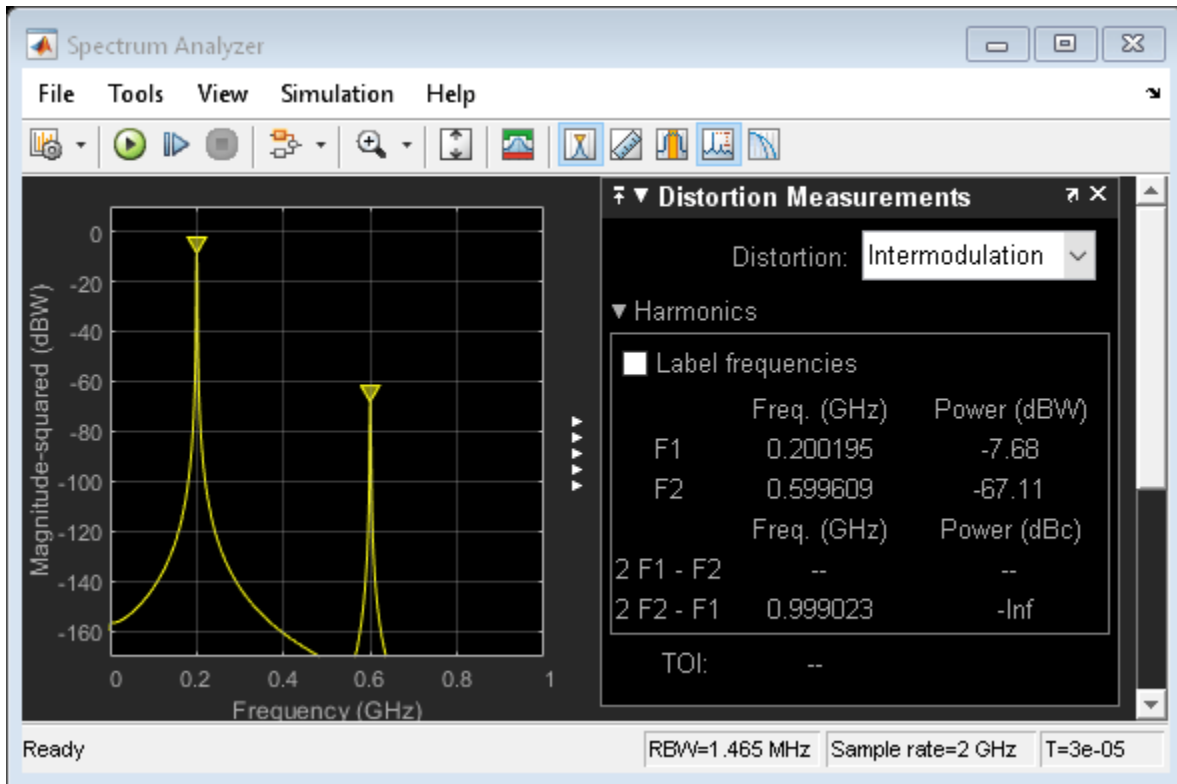 Spectrum Analyzer
File Tools View Simulation Help
Distortion Measurements
Distortion: Intermodulation
Harmonics
Label frequencies
Freq. (GHz) Power (dBW)
F1 0.200195 -7.68
F2 0.599609 -67.11
Freq. (GHz) Power (dBc)
2 F1 - F2 -- --
2 F2 - F1 0.999023 -Inf
TOI: --
Magnitude-squared (dBW)
0
-20
-40
-60
-80
-100
-120
-140
-160
0 0.2 0.4 0.6 0.8 1
Frequency (GHz)
Ready RBW=1.465 MHz Sample rate=2 GHz T=3e-05